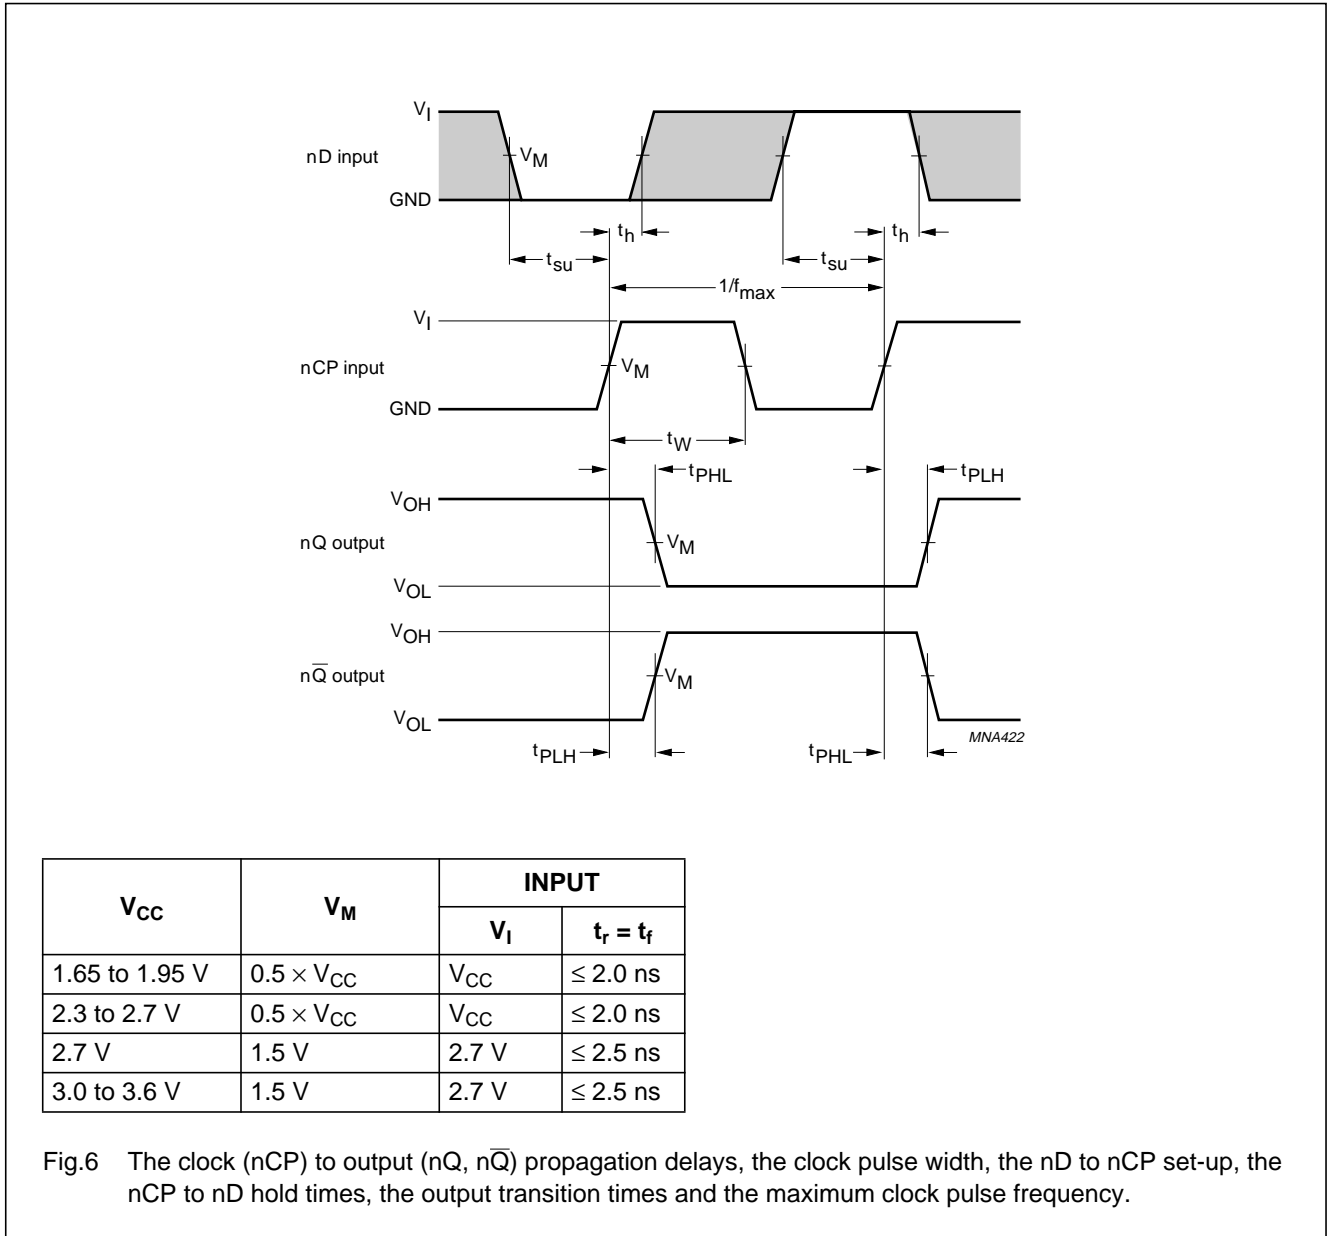 V_I
nD input
V_M
GND
t_h
t_h
t_su
t_su
1/f_max
V_I
nCP input
V_M
GND
t_W
t_PHL
t_PLH
V_OH
nQ output
V_M
V_OL
V_OH
nQ̅ output
V_M
V_OL
MNA422
t_PLH
t_PHL
V_CC V_M INPUT
V_I t_r = t_f
1.65 to 1.95 V 0.5 × V_CC V_CC ≤ 2.0 ns
2.3 to 2.7 V 0.5 × V_CC V_CC ≤ 2.0 ns
2.7 V 1.5 V 2.7 V ≤ 2.5 ns
3.0 to 3.6 V 1.5 V 2.7 V ≤ 2.5 ns
Fig.6 The clock (nCP) to output (nQ, nQ̅) propagation delays, the clock pulse width, the nD to nCP set-up, the
nCP to nD hold times, the output transition times and the maximum clock pulse frequency.